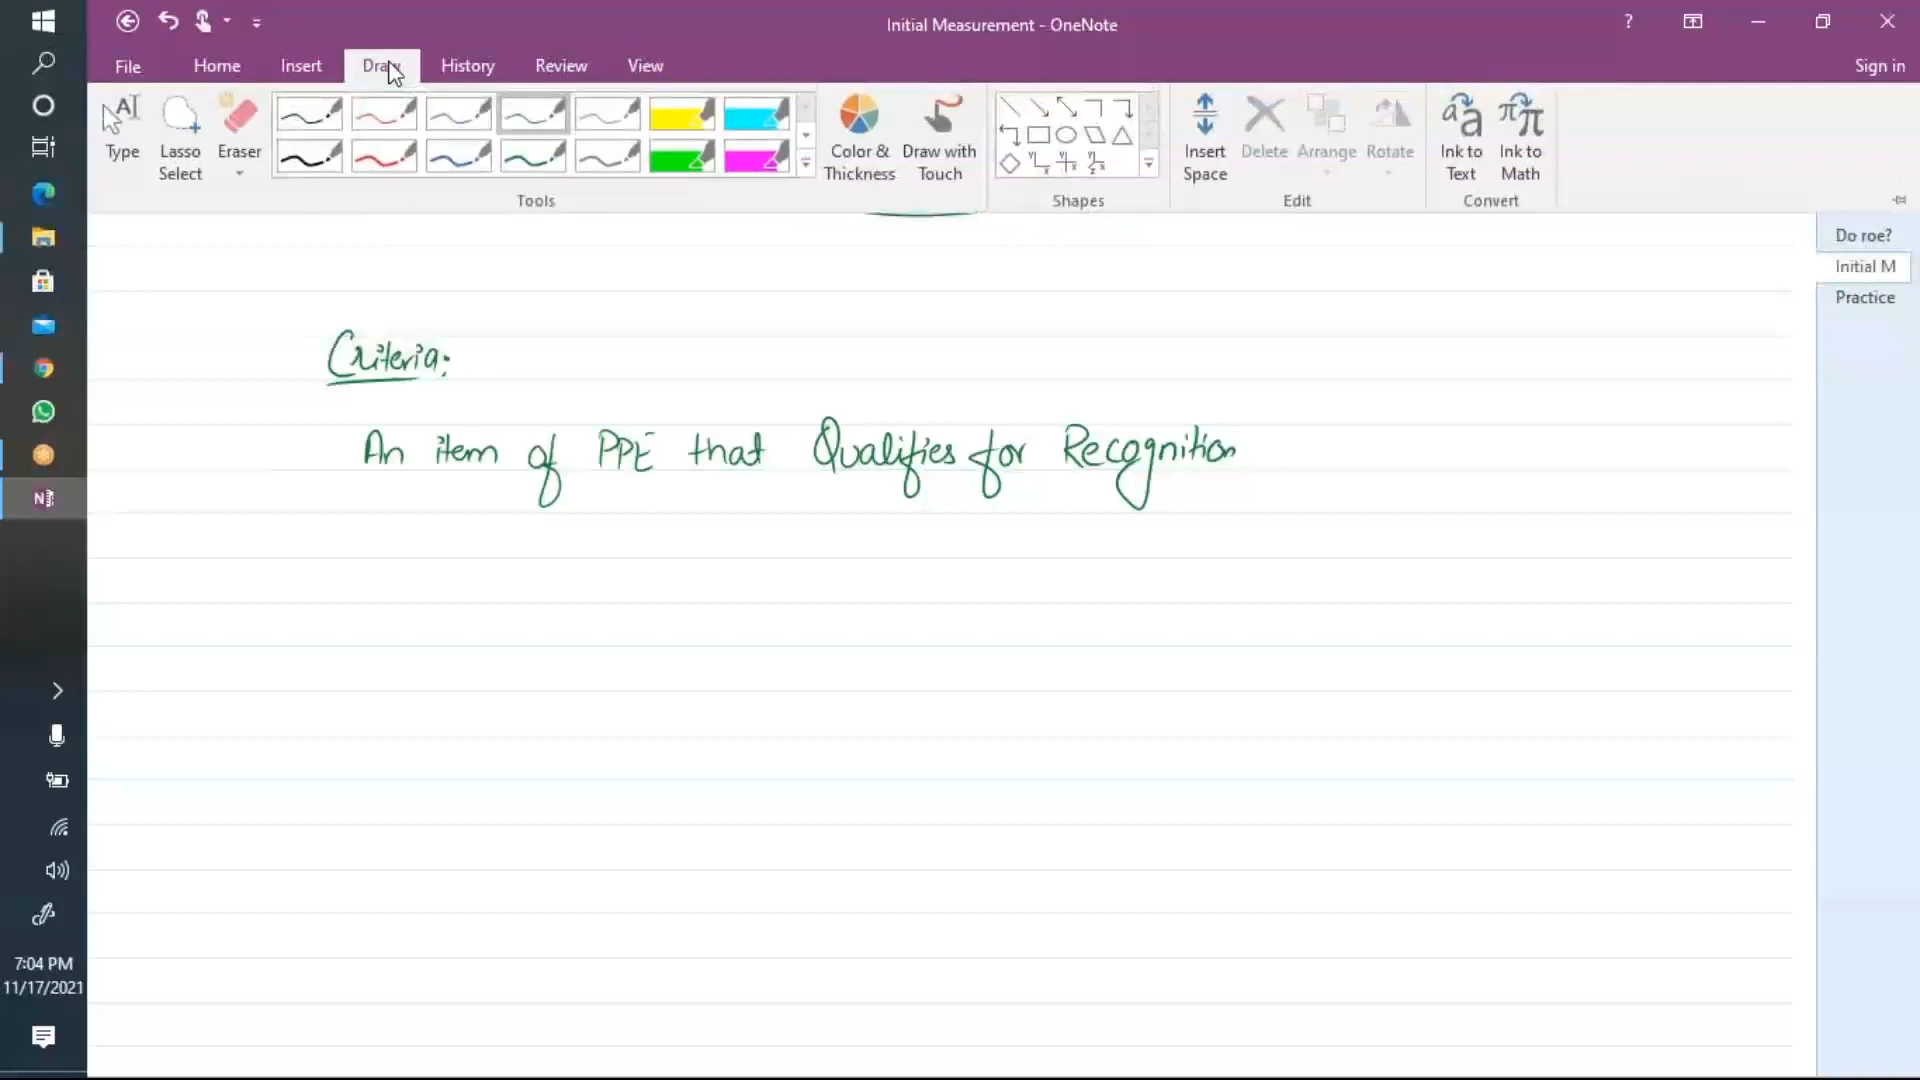 Initial Measurement - OneNote
?
File
Home
Insert
Draw
History
Review
View
Sign in
Type
Lasso Select
Eraser
Color & Thickness
Draw with Touch
Insert Space
Delete
Arrange
Rotate
Ink to Text
Ink to Math
Tools
Shapes
Edit
Convert
Do roe?
Initial M
Practice
Criteria:
An item of PPE that Qualifies for Recognition
7:04 PM
11/17/2021